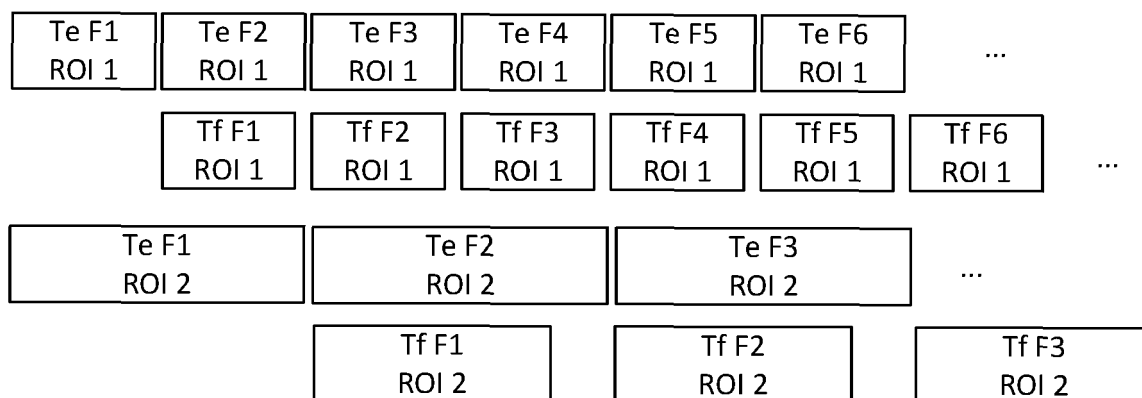 Te F1 Te F2 Te F3 Te F4 Te F5 Te F6 ...
ROI 1 ROI 1 ROI 1 ROI 1 ROI 1 ROI 1
Tf F1 Tf F2 Tf F3 Tf F4 Tf F5 Tf F6 ...
ROI 1 ROI 1 ROI 1 ROI 1 ROI 1 ROI 1
Te F1 Te F2 Te F3 ...
ROI 2 ROI 2 ROI 2
Tf F1 Tf F2 Tf F3
ROI 2 ROI 2 ROI 2